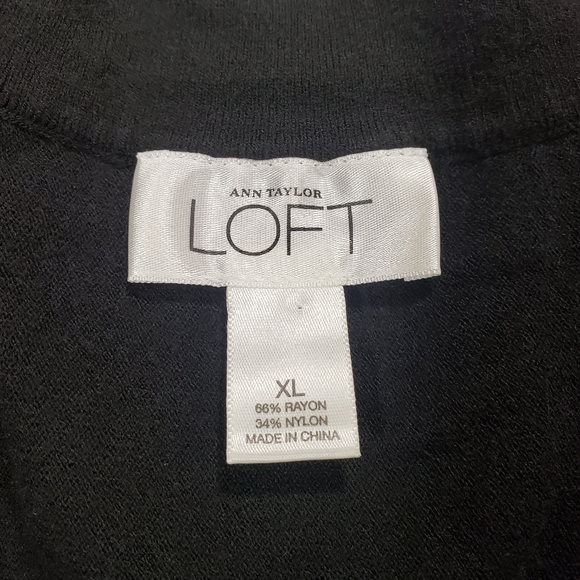 ANN TAYLOR
LOFT
XL
66% RAYON
34% NYLON
MADE IN CHINA